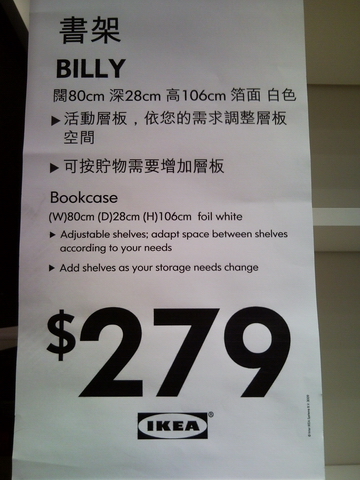 書架
BILLY
闊80cm 深28cm 高106cm 箔面 白色
▶活動層板，依您的需求調整層板
空間
▶可按貯物需要增加層板
Bookcase
(W)80cm (D)28cm (H)106cm foil white
▶ Adjustable shelves; adapt space between shelves
according to your needs
▶ Add shelves as your storage needs change
$279
IKEA®